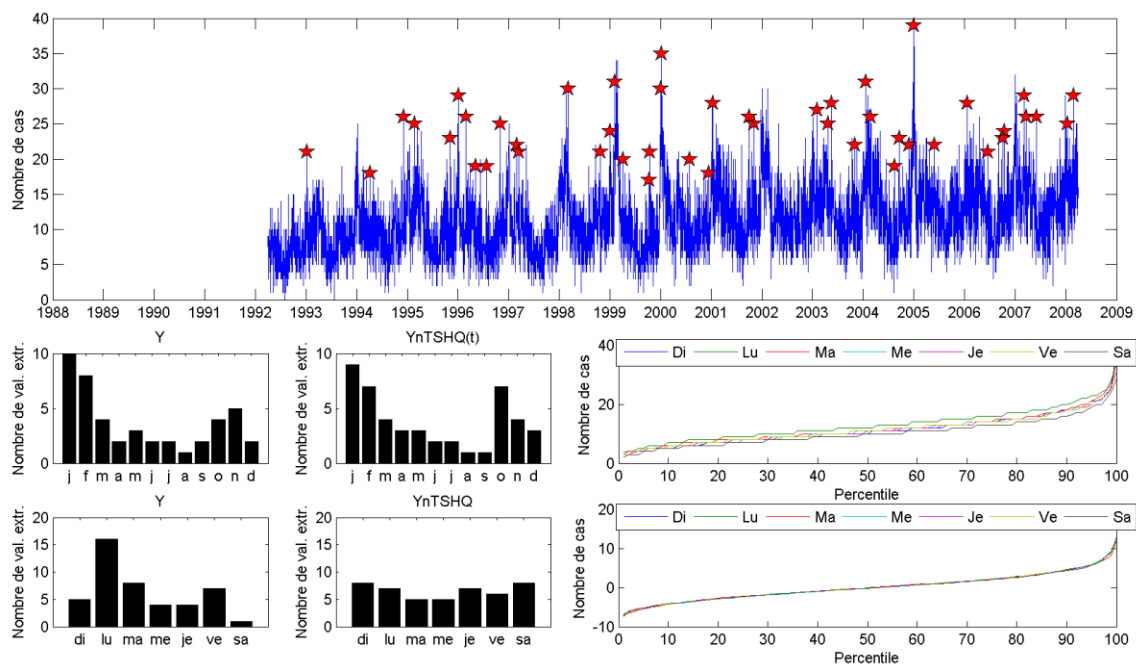 40
35
30
25
20
15
10
5
0
Nombre de cas
1988 1989 1990 1991 1992 1993 1994 1995 1996 1997 1998 1999 2000 2001 2002 2003 2004 2005 2006 2007 2008 2009
Y
10
5
0
Nombre de val. extr.
j f m a m j j a s o n d
YnTSHQ(t)
10
5
0
Nombre de val. extr.
j f m a m j j a s o n d
Di Lu Ma Me Je Ve Sa
40
20
0
Nombre de cas
0 10 20 30 40 50 60 70 80 90 100
Percentile
Y
20
15
10
5
0
Nombre de val. extr.
di lu ma me je ve sa
YnTSHQ
20
15
10
5
0
Nombre de val. extr.
di lu ma me je ve sa
Di Lu Ma Me Je Ve Sa
20
10
0
-10
Nombre de cas
0 10 20 30 40 50 60 70 80 90 100
Percentile